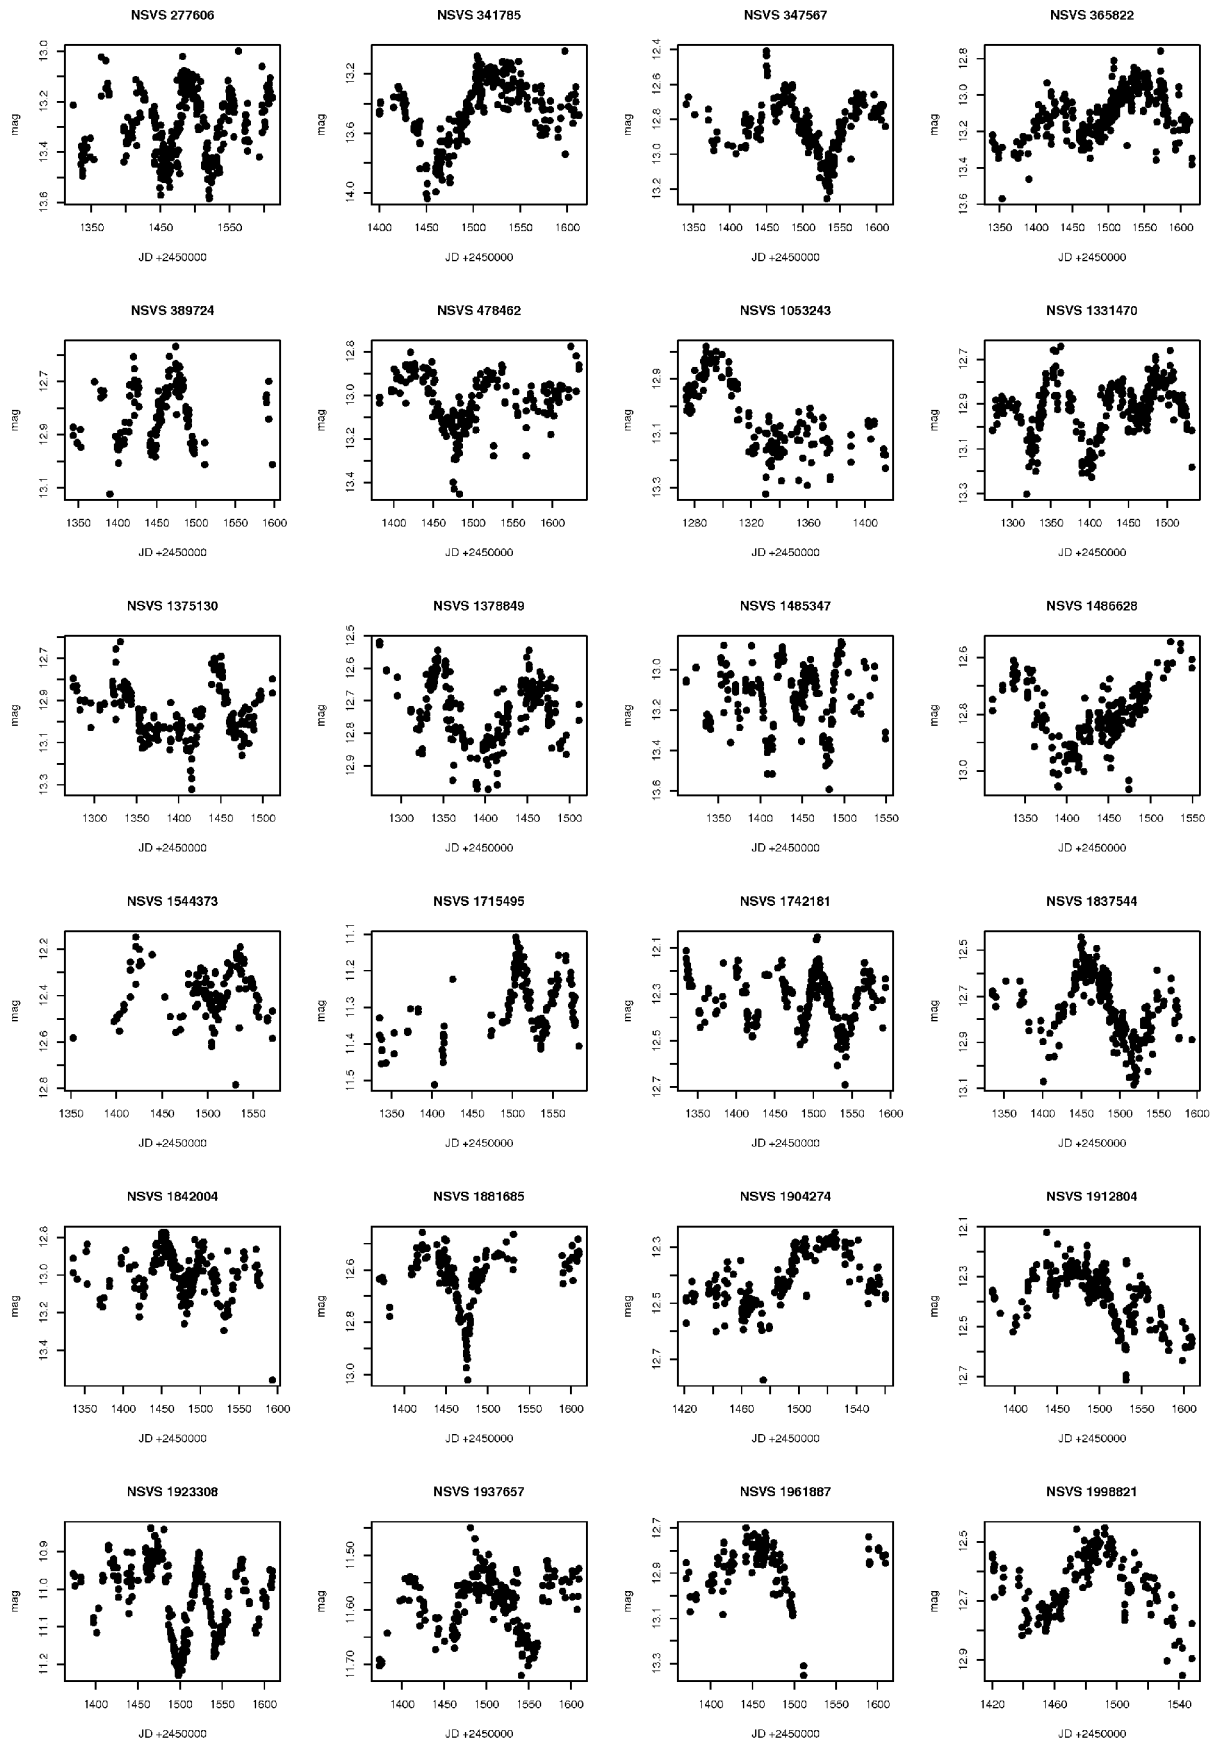 NSVS 277606
13.0
13.2
13.4
13.6
mag
1350 1450 1550
JD +2450000
NSVS 341785
13.2
13.6
14.0
mag
1400 1450 1500 1550 1600
JD +2450000
NSVS 347567
12.4
12.6
12.8
13.0
13.2
mag
1350 1400 1450 1500 1550 1600
JD +2450000
NSVS 365822
12.8
13.0
13.2
13.4
13.6
mag
1350 1400 1450 1500 1550 1600
JD +2450000
NSVS 389724
12.7
12.9
13.1
mag
1350 1400 1450 1500 1550 1600
JD +2450000
NSVS 478462
12.8
13.0
13.2
13.4
mag
1400 1450 1500 1550 1600
JD +2450000
NSVS 1053243
12.9
13.1
13.3
mag
1280 1320 1360 1400
JD +2450000
NSVS 1331470
12.7
12.9
13.1
13.3
mag
1300 1350 1400 1450 1500
JD +2450000
NSVS 1375130
12.7
12.9
13.1
13.3
mag
1300 1350 1400 1450 1500
JD +2450000
NSVS 1378849
12.5
12.6
12.7
12.8
12.9
mag
1300 1350 1400 1450 1500
JD +2450000
NSVS 1485347
13.0
13.2
13.4
13.6
mag
1350 1400 1450 1500 1550
JD +2450000
NSVS 1486628
12.6
12.8
13.0
mag
1350 1400 1450 1500 1550
JD +2450000
NSVS 1544373
12.2
12.4
12.6
12.8
mag
1350 1400 1450 1500 1550
JD +2450000
NSVS 1715495
11.1
11.2
11.3
11.4
11.5
mag
1350 1400 1450 1500 1550
JD +2450000
NSVS 1742181
12.1
12.3
12.5
12.7
mag
1350 1400 1450 1500 1550 1600
JD +2450000
NSVS 1837544
12.5
12.7
12.9
13.1
mag
1350 1400 1450 1500 1550 1600
JD +2450000
NSVS 1842004
12.8
13.0
13.2
13.4
mag
1350 1400 1450 1500 1550 1600
JD +2450000
NSVS 1881685
12.6
12.8
13.0
mag
1400 1450 1500 1550 1600
JD +2450000
NSVS 1904274
12.3
12.5
12.7
mag
1420 1460 1500 1540
JD +2450000
NSVS 1912804
12.1
12.3
12.5
12.7
mag
1400 1450 1500 1550 1600
JD +2450000
NSVS 1923308
10.9
11.0
11.1
11.2
mag
1400 1450 1500 1550 1600
JD +2450000
NSVS 1937657
11.50
11.60
11.70
mag
1400 1450 1500 1550 1600
JD +2450000
NSVS 1961887
12.7
12.9
13.1
13.3
mag
1400 1450 1500 1550 1600
JD +2450000
NSVS 1998821
12.5
12.7
12.9
mag
1420 1460 1500 1540
JD +2450000